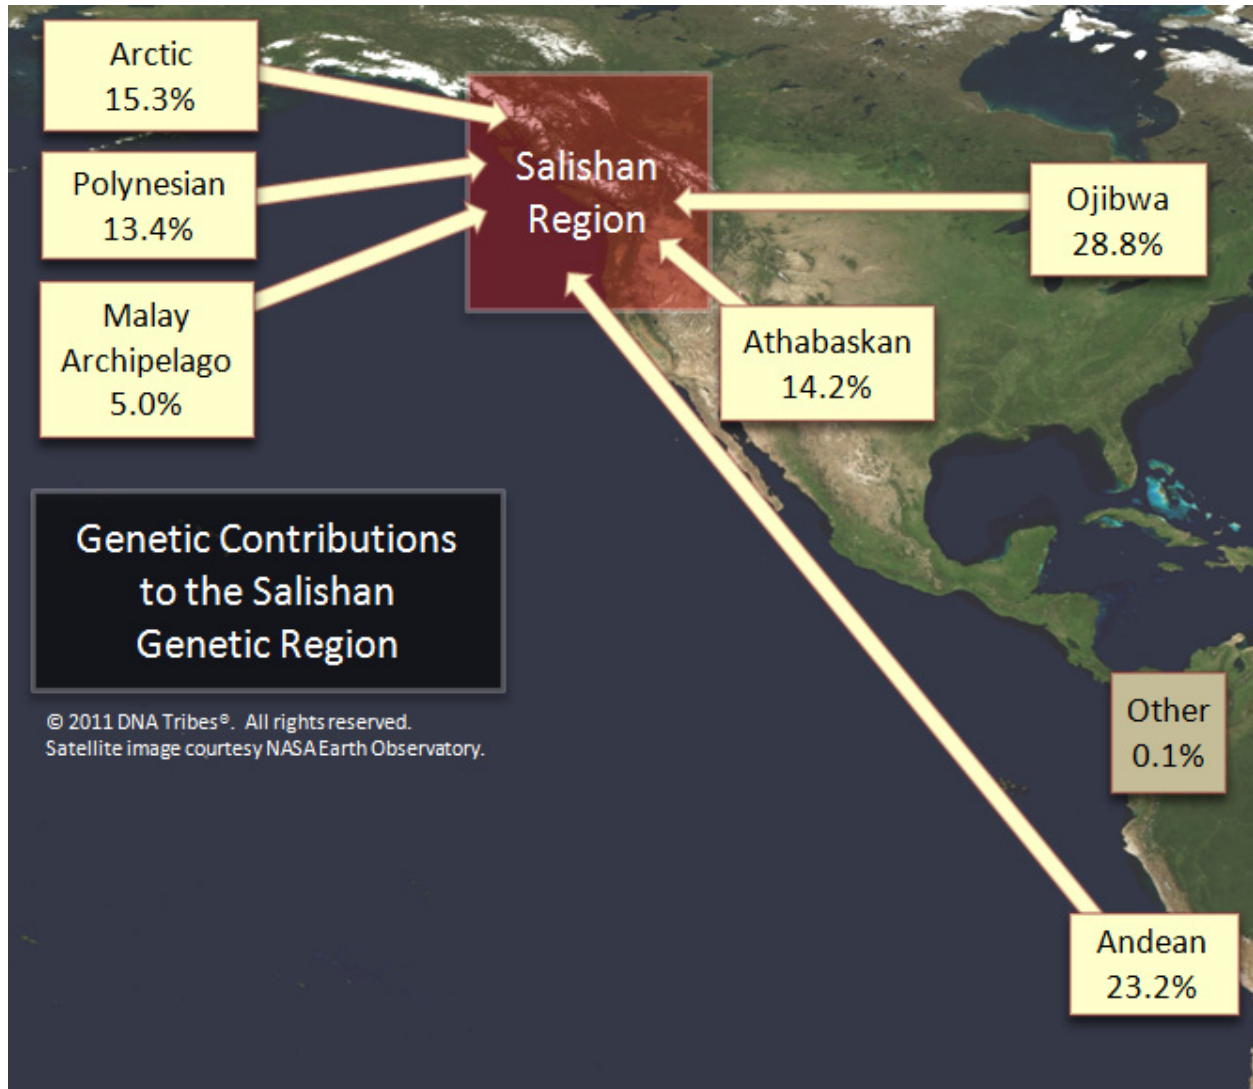 Arctic
15.3%
Polynesian
13.4%
Malay
Archipelago
5.0%
Salishan
Region
Ojibwa
28.8%
Athabaskan
14.2%
Genetic Contributions
to the Salishan
Genetic Region
© 2011 DNA Tribes®. All rights reserved.
Satellite image courtesy NASA Earth Observatory.
Other
0.1%
Andean
23.2%